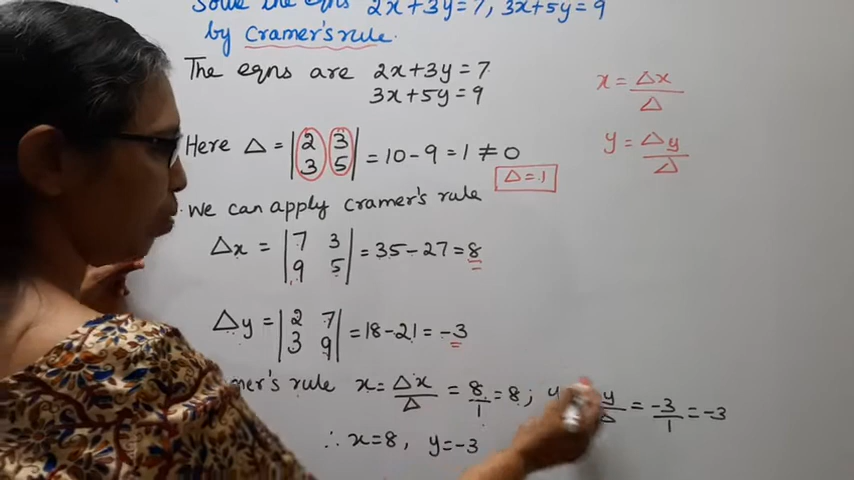 Solve the eqns 2x+3y=7, 3x+5y=9
by Cramer's rule.
The eqns are 2x+3y=7
3x+5y=9
x = Δx/Δ
y = Δy/Δ
Here Δ = |2 3| = 10-9 = 1 ≠ 0
|3 5|
Δ=1
We can apply cramer's rule
Δx = |7 3| = 35-27 = 8
|9 5|
Δy = |2 7| = 18-21 = -3
|3 9|
rule x = Δx/Δ = 8/1 = 8; y = -3/1 = -3
∴ x=8, y=-3